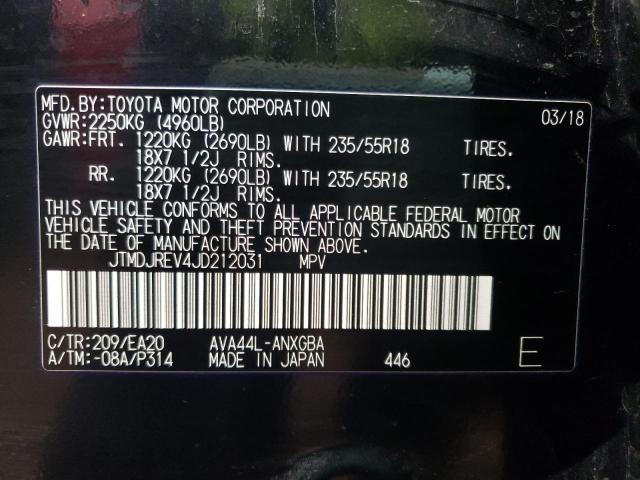 MFD.BY:TOYOTA MOTOR CORPORATION 03/18
GVWR:2250KG (4960LB)
GAWR:FRT. 1220KG (2690LB) WITH 235/55R18 TIRES.
18X7 1/2J RIMS.
RR. 1220KG (2690LB) WITH 235/55R18 TIRES.
18X7 1/2J RIMS.
THIS VEHICLE CONFORMS TO ALL APPLICABLE FEDERAL MOTOR
VEHICLE SAFETY AND THEFT PREVENTION STANDARDS IN EFFECT ON
THE DATE OF MANUFACTURE SHOWN ABOVE.
JTMDJREV4JD212031 MPV
C/TR:209/EA20 AVA44L-ANXGBA
A/TM:-08A/P314 MADE IN JAPAN 446 E